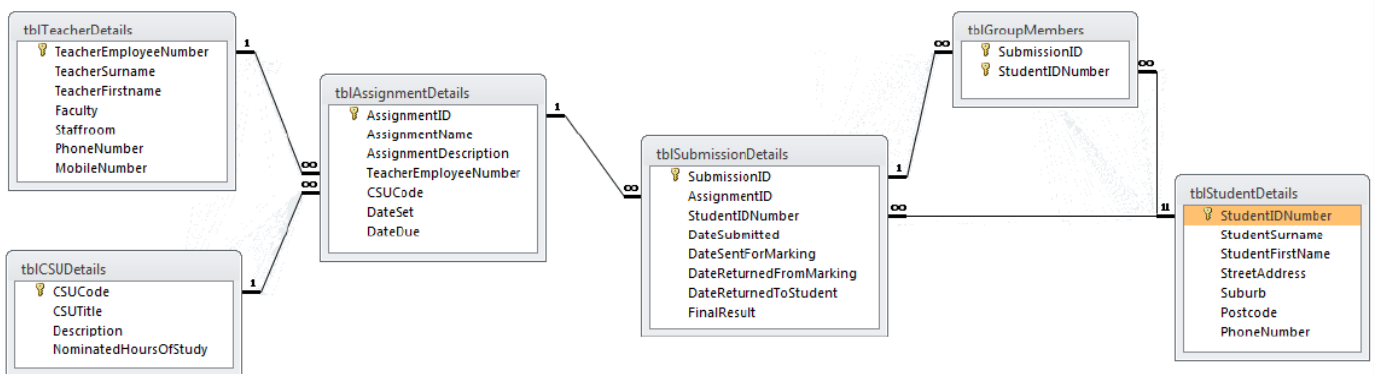 tblTeacherDetails
TeacherEmployeeNumber
TeacherSurname
TeacherFirstname
Faculty
Staffroom
PhoneNumber
MobileNumber
1
∞
∞
tblCSUDetails
CSUCode
CSUTitle
Description
NominatedHoursOfStudy
1
tblAssignmentDetails
AssignmentID
AssignmentName
AssignmentDescription
TeacherEmployeeNumber
CSUCode
DateSet
DateDue
1
∞
tblSubmissionDetails
SubmissionID
AssignmentID
StudentIDNumber
DateSubmitted
DateSentForMarking
DateReturnedFromMarking
DateReturnedToStudent
FinalResult
1
∞
∞
tblGroupMembers
SubmissionID
StudentIDNumber
∞
11
tblStudentDetails
StudentIDNumber
StudentSurname
StudentFirstName
StreetAddress
Suburb
Postcode
PhoneNumber